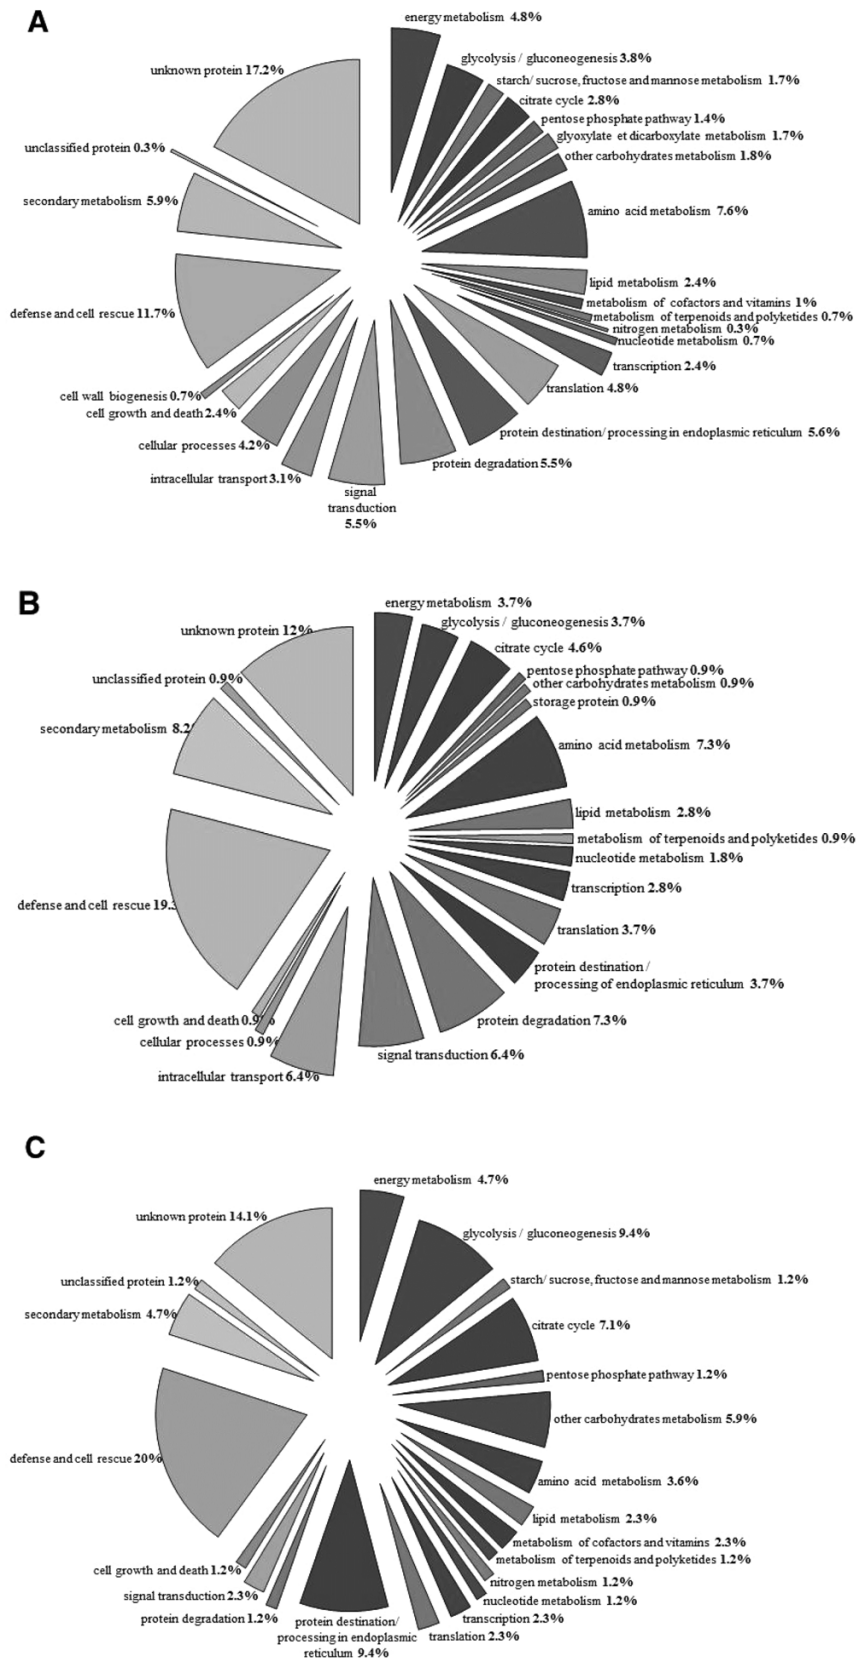 A
energy metabolism 4.8%
glycolysis / gluconeogenesis 3.8%
starch/ sucrose, fructose and mannose metabolism 1.7%
citrate cycle 2.8%
pentose phosphate pathway 1.4%
glyoxylate et dicarboxylate metabolism 1.7%
other carbohydrates metabolism 1.8%
amino acid metabolism 7.6%
lipid metabolism 2.4%
metabolism of cofactors and vitamins 1%
metabolism of terpenoids and polyketides 0.7%
nitrogen metabolism 0.3%
nucleotide metabolism 0.7%
transcription 2.4%
translation 4.8%
protein destination/ processing in endoplasmic reticulum 5.6%
protein degradation 5.5%
signal
transduction
5.5%
intracellular transport 3.1%
cellular processes 4.2%
cell growth and death 2.4%
cell wall biogenesis 0.7%
defense and cell rescue 11.7%
secondary metabolism 5.9%
unclassified protein 0.3%
unknown protein 17.2%
B
energy metabolism 3.7%
glycolysis / gluconeogenesis 3.7%
citrate cycle 4.6%
pentose phosphate pathway 0.9%
other carbohydrates metabolism 0.9%
storage protein 0.9%
amino acid metabolism 7.3%
lipid metabolism 2.8%
metabolism of terpenoids and polyketides 0.9%
nucleotide metabolism 1.8%
transcription 2.8%
translation 3.7%
protein destination /
processing of endoplasmic reticulum 3.7%
protein degradation 7.3%
signal transduction 6.4%
intracellular transport 6.4%
cellular processes 0.9%
cell growth and death 0.9%
defense and cell rescue 19.3
secondary metabolism 8.2
unclassified protein 0.9%
unknown protein 12%
C
energy metabolism 4.7%
glycolysis / gluconeogenesis 9.4%
starch/ sucrose, fructose and mannose metabolism 1.2%
citrate cycle 7.1%
pentose phosphate pathway 1.2%
other carbohydrates metabolism 5.9%
amino acid metabolism 3.6%
lipid metabolism 2.3%
metabolism of cofactors and vitamins 2.3%
metabolism of terpenoids and polyketides 1.2%
nitrogen metabolism 1.2%
nucleotide metabolism 1.2%
transcription 2.3%
translation 2.3%
protein destination/
processing in endoplasmic
reticulum 9.4%
protein degradation 1.2%
signal transduction 2.3%
cell growth and death 1.2%
defense and cell rescue 20%
secondary metabolism 4.7%
unclassified protein 1.2%
unknown protein 14.1%